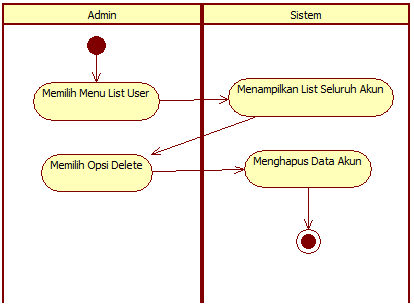 Admin
Sistem
Memilih Menu List User
Menampilkan List Seluruh Akun
Memilih Opsi Delete
Menghapus Data Akun